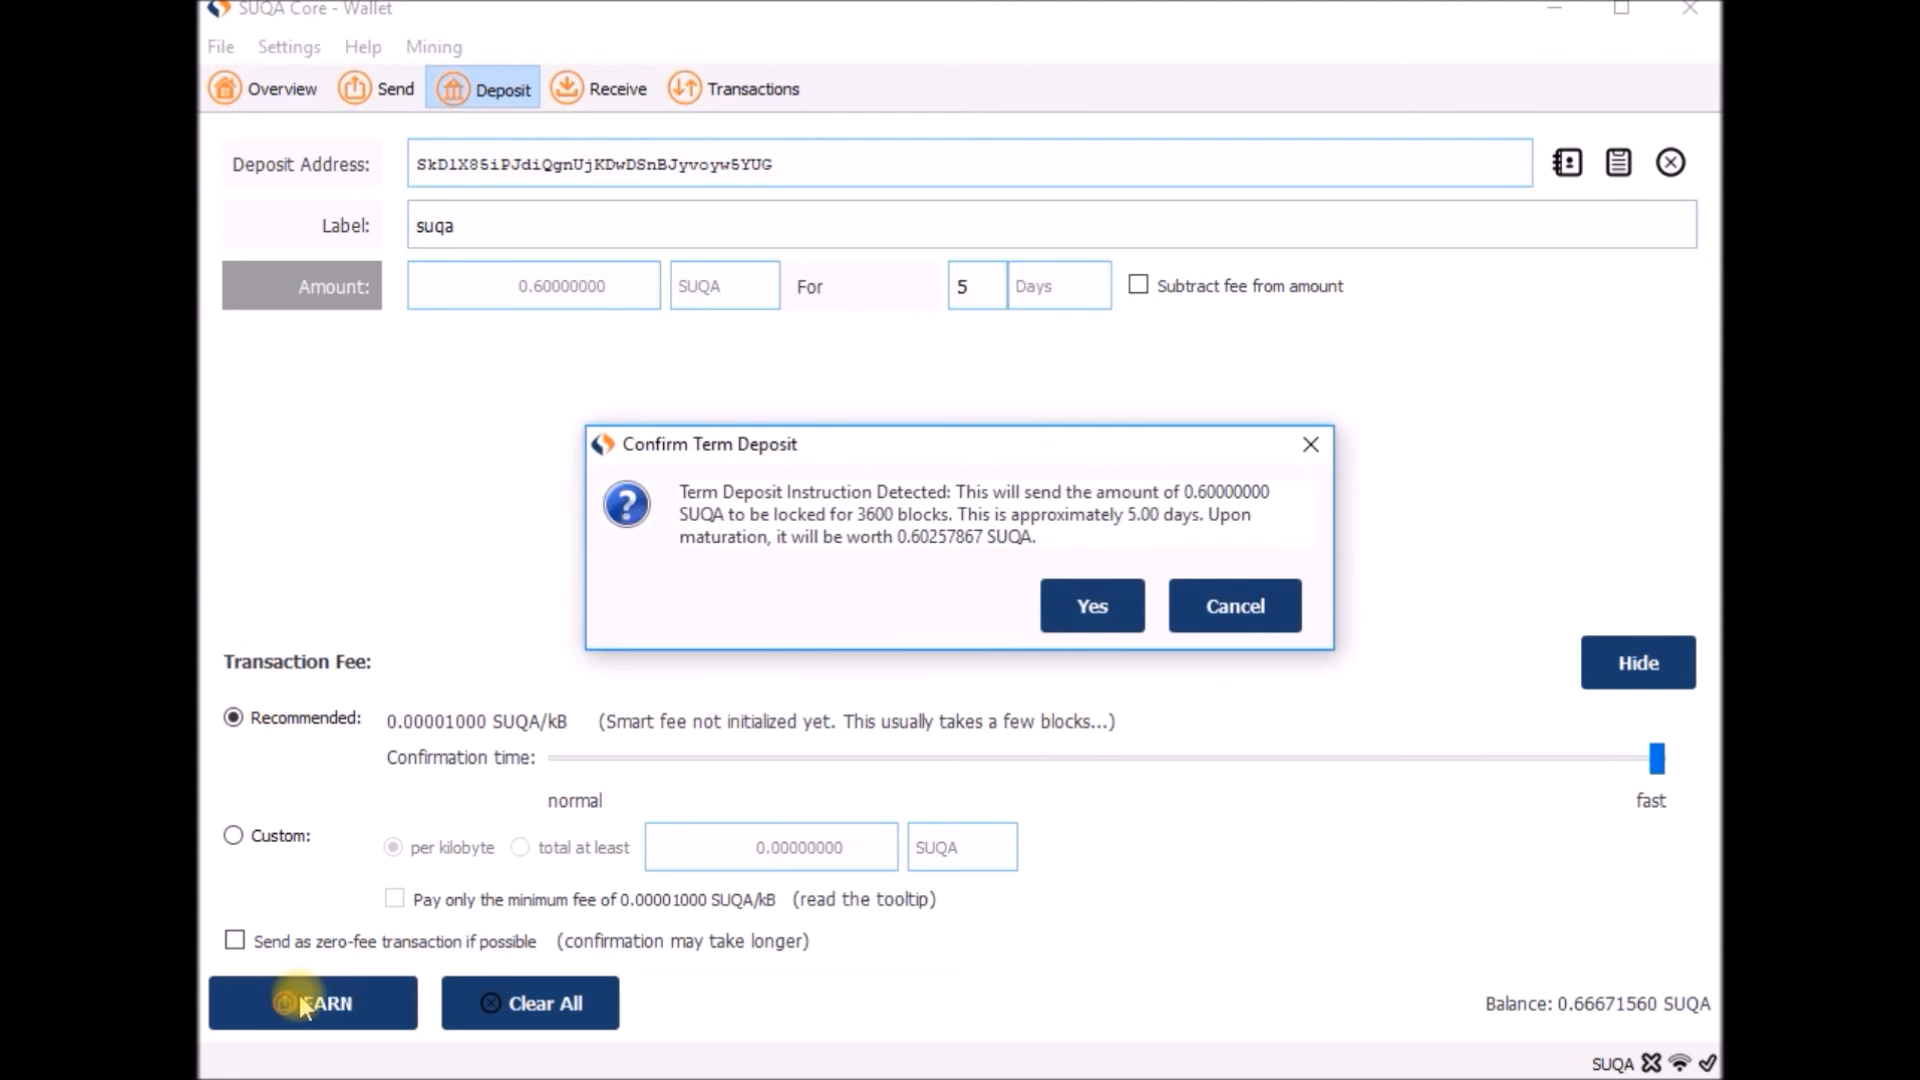 SUQA Core - Wallet
File Settings Help Mining
Overview Send Deposit Receive Transactions
Deposit Address: SkD1X85iPJdiQgnUjKDwDSnBJyvoyw5YUG
Label: suqa
Amount: 0.60000000 SUQA For 5 Days Subtract fee from amount
Confirm Term Deposit
Term Deposit Instruction Detected: This will send the amount of 0.60000000
SUQA to be locked for 3600 blocks. This is approximately 5.00 days. Upon
maturation, it will be worth 0.60257867 SUQA.
Yes Cancel
Transaction Fee: Hide
Recommended: 0.00001000 SUQA/kB (Smart fee not initialized yet. This usually takes a few blocks...)
Confirmation time:
normal fast
Custom: per kilobyte total at least 0.00000000 SUQA
Pay only the minimum fee of 0.00001000 SUQA/kB (read the tooltip)
Send as zero-fee transaction if possible (confirmation may take longer)
EARN Clear All Balance: 0.66671560 SUQA
SUQA